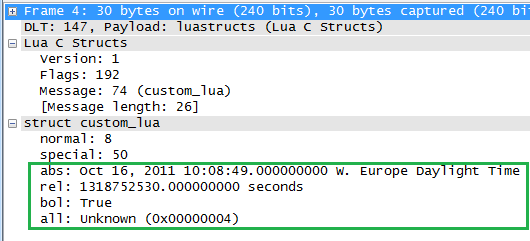 Frame 4: 30 bytes on wire (240 bits), 30 bytes captured (240 bit
DLT: 147, Payload: luastructs (Lua C Structs)
Lua C Structs
Version: 1
Flags: 192
Message: 74 (custom_lua)
[Message length: 26]
struct custom_lua
normal: 8
special: 50
abs: Oct 16, 2011 10:08:49.000000000 W. Europe Daylight Time
rel: 1318752530.000000000 seconds
bol: True
all: Unknown (0x00000004)